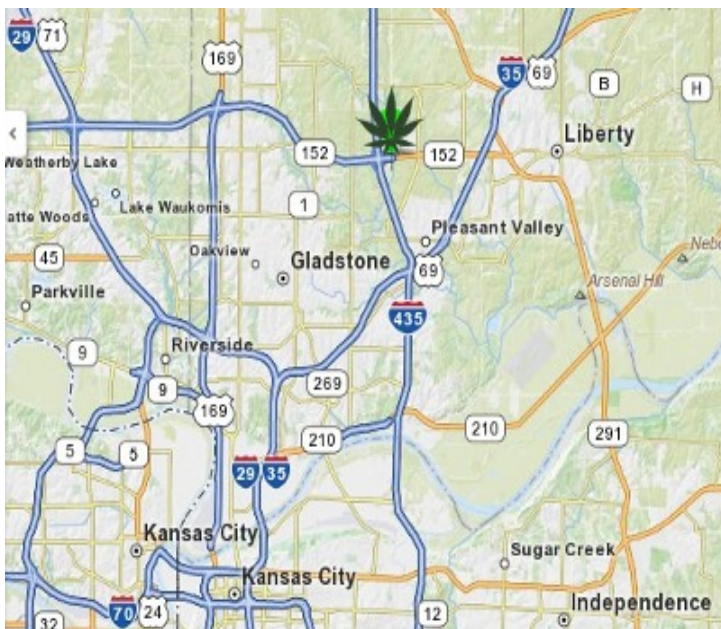 29
71
169
35
69
B
H
Liberty
152
152
Weatherby Lake
Lake Waukomis
atte Woods
1
Pleasant Valley
Oakview
Gladstone
45
69
Nebo
Arsenal Hill
Parkville
435
9
Riverside
9
269
169
210
210
291
5
5
29
35
Kansas City
Sugar Creek
Kansas City
70
24
12
Independence
32